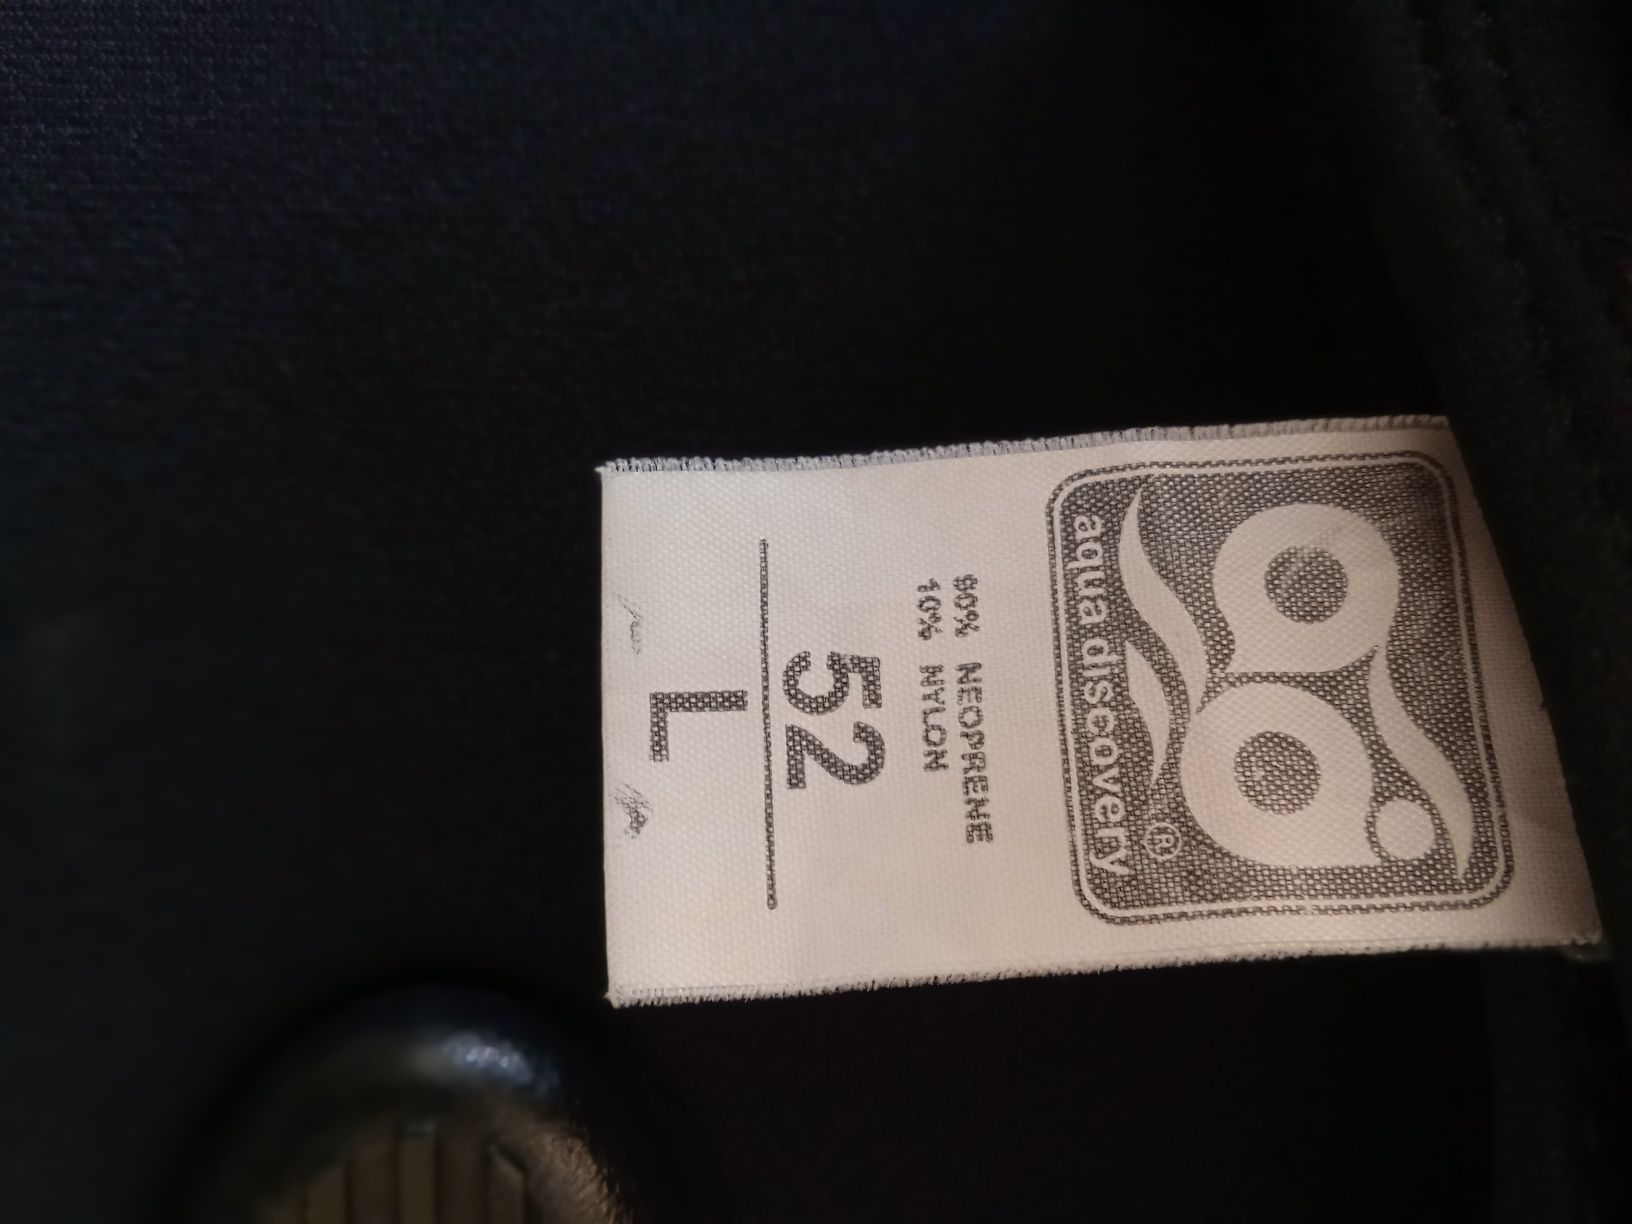 aqua discovery ®
90% NEOPRENE
10% NYLON
52
L